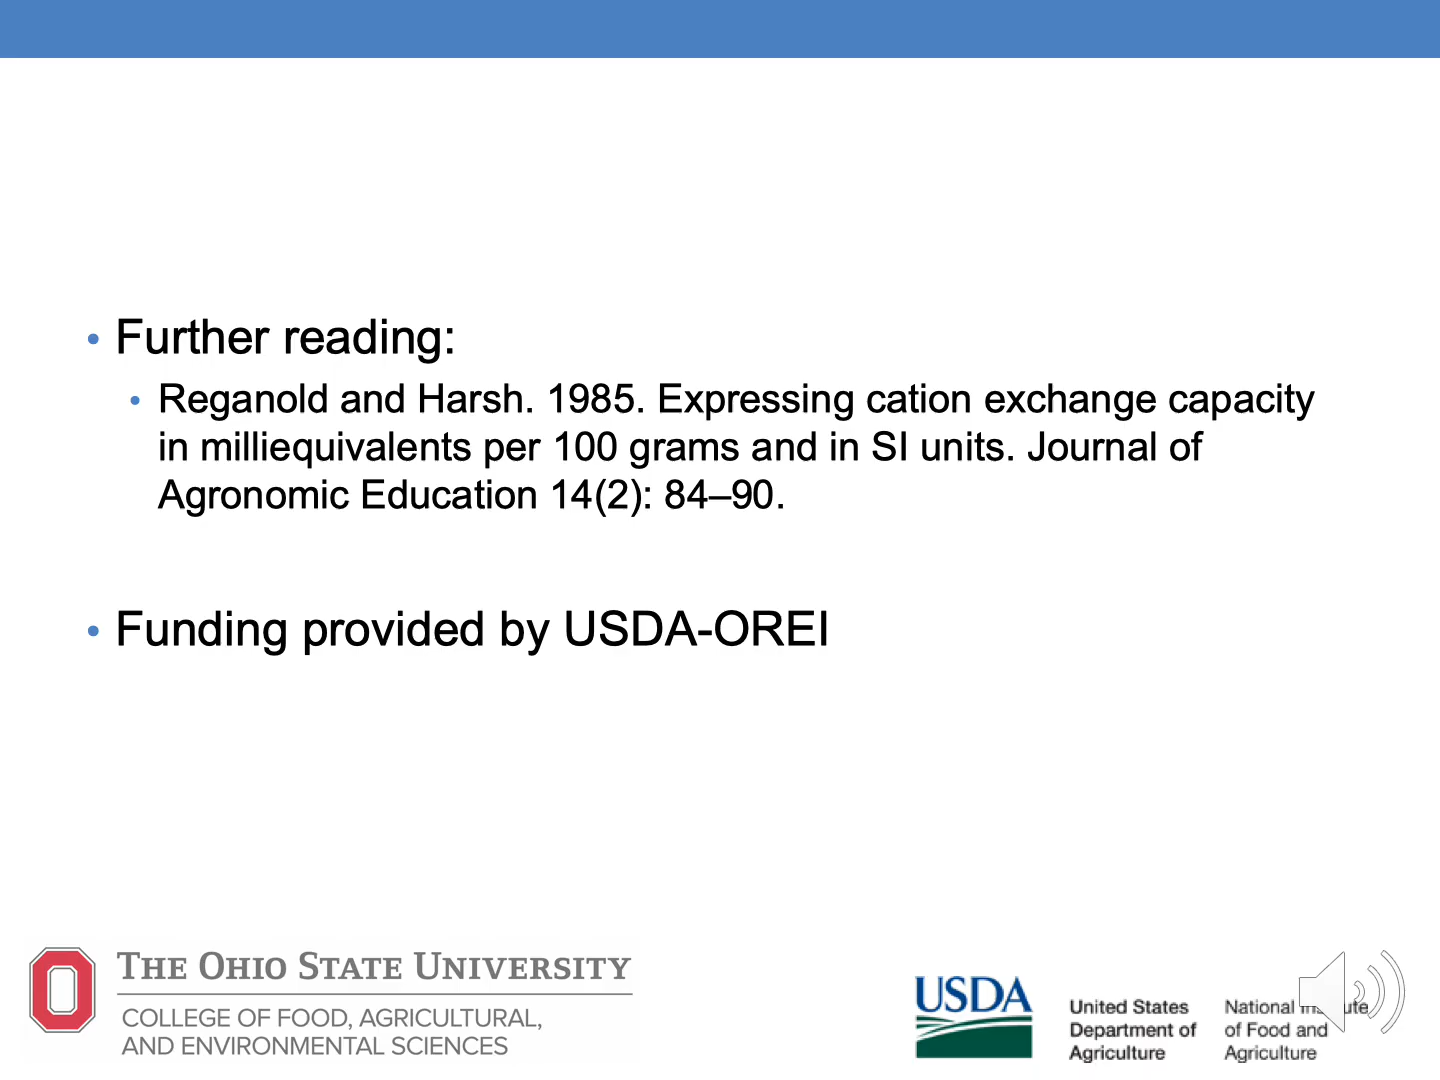 • Further reading:
• Reganold and Harsh. 1985. Expressing cation exchange capacity
in milliequivalents per 100 grams and in SI units. Journal of
Agronomic Education 14(2): 84–90.
• Funding provided by USDA-OREI
THE OHIO STATE UNIVERSITY
COLLEGE OF FOOD, AGRICULTURAL,
AND ENVIRONMENTAL SCIENCES
USDA
United States
Department of
Agriculture
National Institute
of Food and
Agriculture